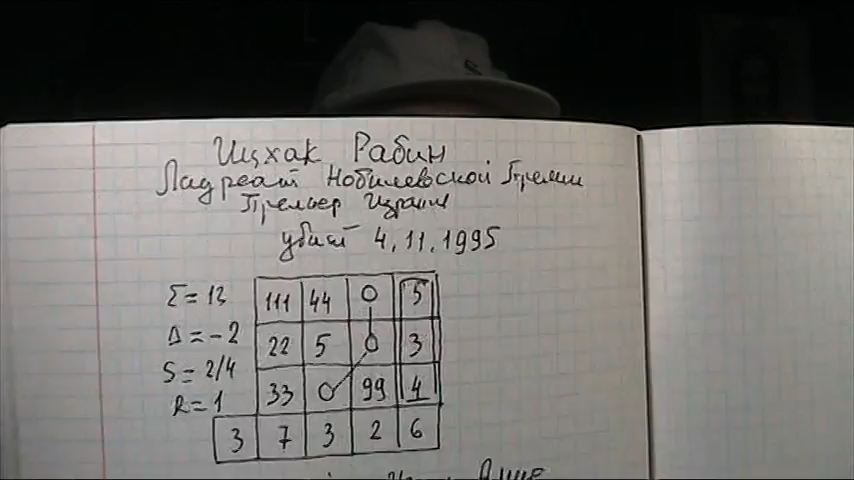 Ицхак Рабин
Лауреат Нобилевской Премии
Премьер Израиля
убит 4.11.1995
Σ = 13
111 44 0 5
Δ = -2
22 5 0 3
S = 2/4
33 0 99 4
R = 1
3 7 3 2 6